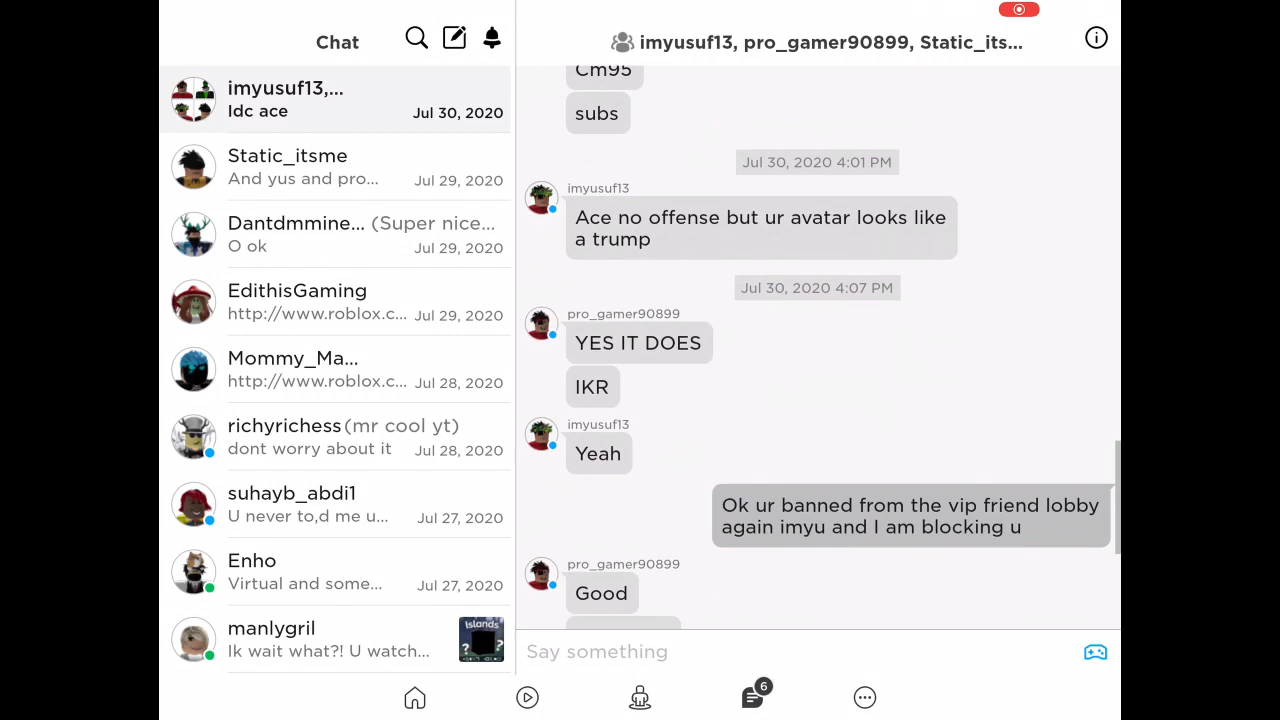 Chat
imyusuf13,...
Idc ace
Jul 30, 2020
Static_itsme
And yus and pro...
Jul 29, 2020
Dantdmmine... (Super nice...
O ok
Jul 29, 2020
EdithisGaming
http://www.roblox.c...
Jul 29, 2020
Mommy_Ma...
http://www.roblox.c...
Jul 28, 2020
richyrichess(mr cool yt)
dont worry about it
Jul 28, 2020
suhayb_abdi1
U never to,d me u...
Jul 27, 2020
Enho
Virtual and some...
Jul 27, 2020
manlygril
Ik wait what?! U watch...
Islands
? ?
imyusuf13, pro_gamer90899, Static_its...
Cm95
subs
Jul 30, 2020 4:01 PM
imyusuf13
Ace no offense but ur avatar looks like
a trump
Jul 30, 2020 4:07 PM
pro_gamer90899
YES IT DOES
IKR
imyusuf13
Yeah
Ok ur banned from the vip friend lobby
again imyu and I am blocking u
pro_gamer90899
Good
Say something
6